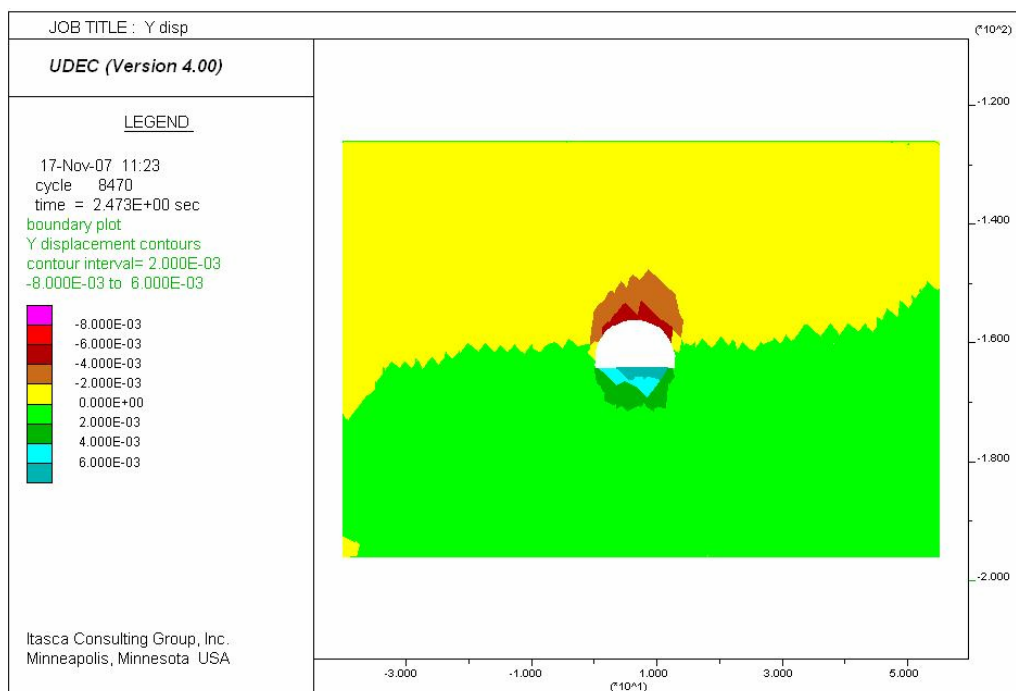 JOB TITLE : Y disp
UDEC (Version 4.00)
LEGEND
17-Nov-07 11:23
cycle 8470
time = 2.473E+00 sec
boundary plot
Y displacement contours
contour interval= 2.000E-03
-8.000E-03 to 6.000E-03
-8.000E-03
-6.000E-03
-4.000E-03
-2.000E-03
0.000E+00
2.000E-03
4.000E-03
6.000E-03
Itasca Consulting Group, Inc.
Minneapolis, Minnesota USA
(*10^2)
-1.200
-1.400
-1.600
-1.800
-2.000
-3.000 -1.000 1.000 3.000 5.000
(*10^1)